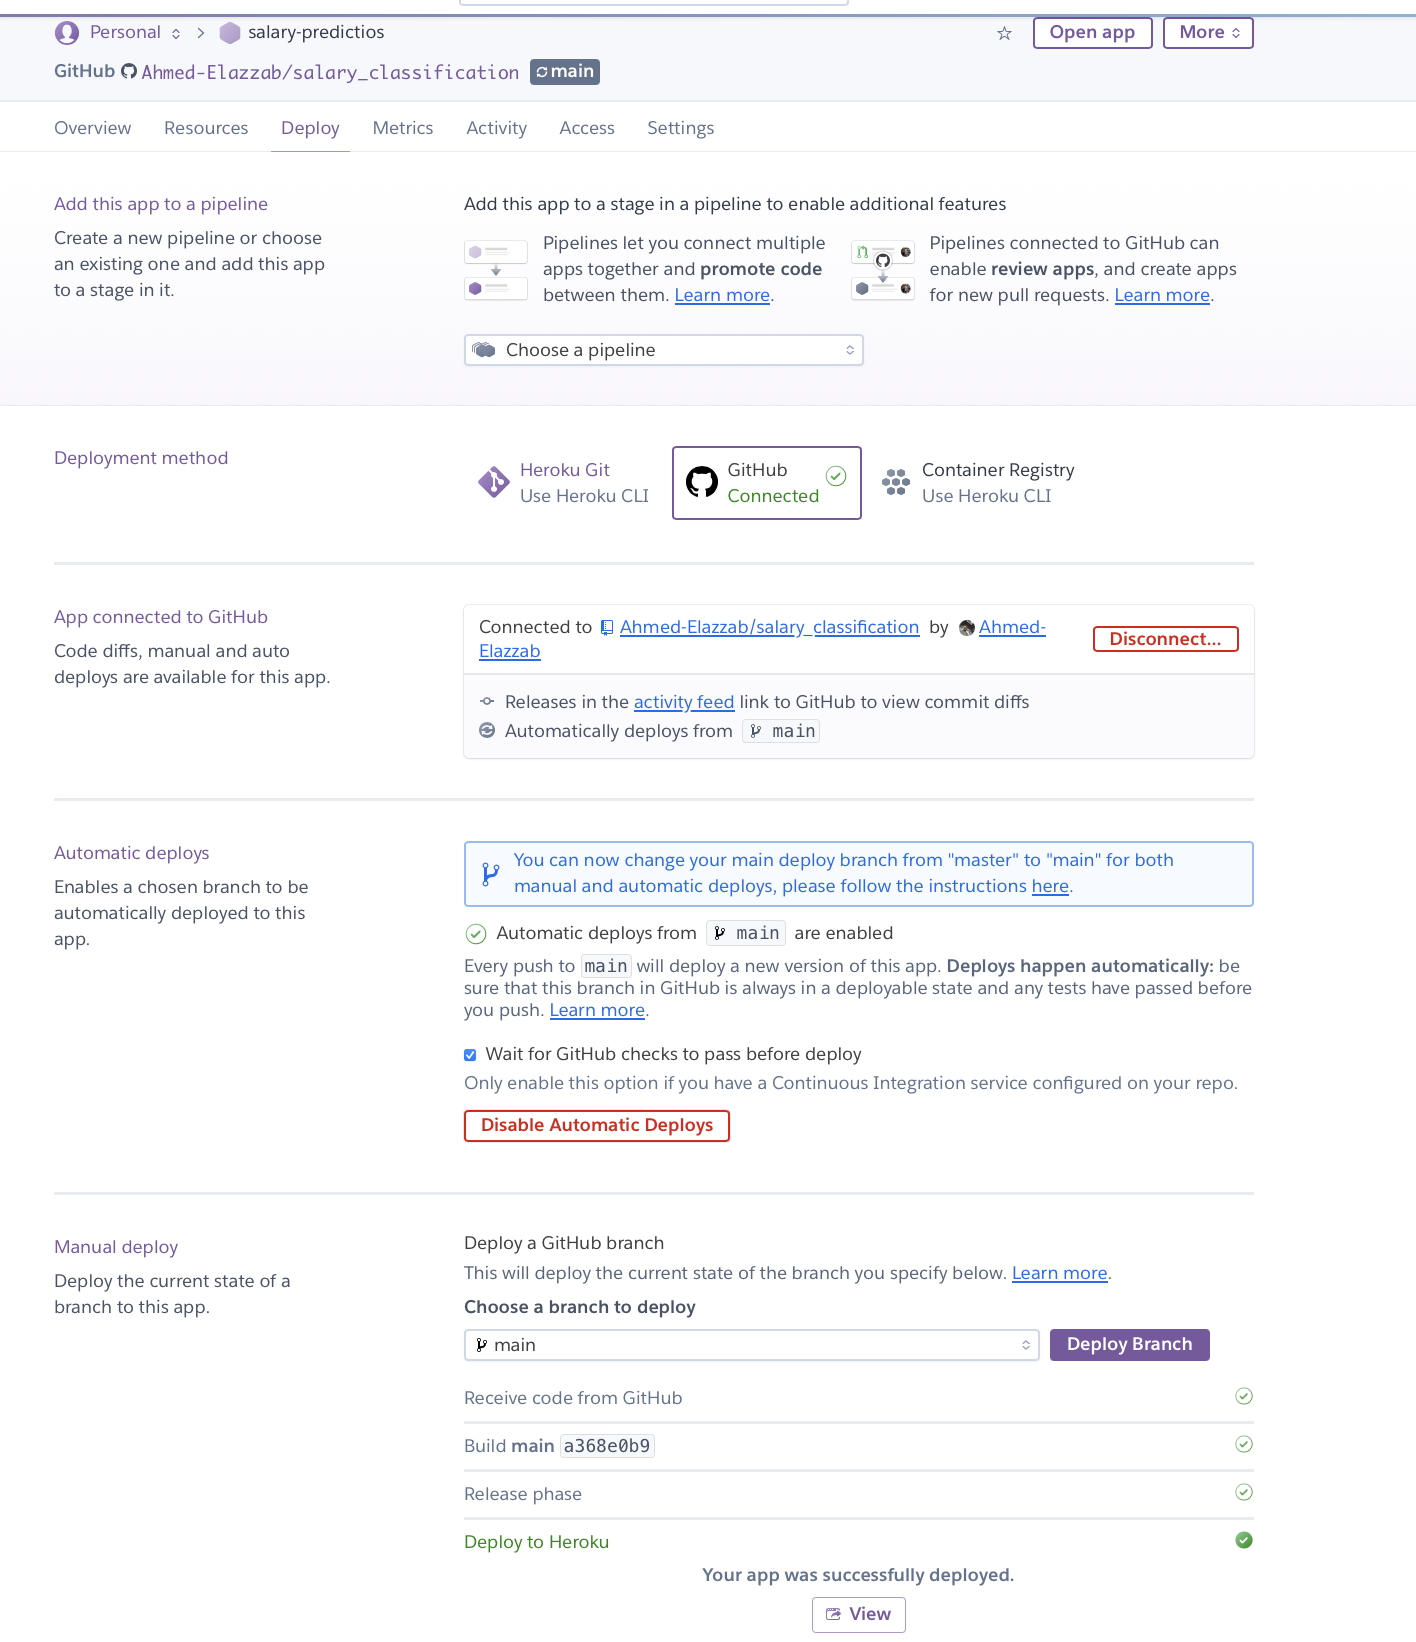 Personal > salary-predictios Open app More
GitHub Ahmed-Elazzab/salary_classification main
Overview Resources Deploy Metrics Activity Access Settings
Add this app to a pipeline
Create a new pipeline or choose
an existing one and add this app
to a stage in it.
Add this app to a stage in a pipeline to enable additional features
Pipelines let you connect multiple
apps together and promote code
between them. Learn more.
Pipelines connected to GitHub can
enable review apps, and create apps
for new pull requests. Learn more.
Choose a pipeline
Deployment method
Heroku Git
Use Heroku CLI
GitHub
Connected
Container Registry
Use Heroku CLI
App connected to GitHub
Code diffs, manual and auto
deploys are available for this app.
Connected to Ahmed-Elazzab/salary_classification by Ahmed-
Elazzab
Disconnect...
Releases in the activity feed link to GitHub to view commit diffs
Automatically deploys from main
Automatic deploys
Enables a chosen branch to be
automatically deployed to this
app.
You can now change your main deploy branch from "master" to "main" for both
manual and automatic deploys, please follow the instructions here.
Automatic deploys from main are enabled
Every push to main will deploy a new version of this app. Deploys happen automatically: be
sure that this branch in GitHub is always in a deployable state and any tests have passed before
you push. Learn more.
Wait for GitHub checks to pass before deploy
Only enable this option if you have a Continuous Integration service configured on your repo.
Disable Automatic Deploys
Manual deploy
Deploy the current state of a
branch to this app.
Deploy a GitHub branch
This will deploy the current state of the branch you specify below. Learn more.
Choose a branch to deploy
main Deploy Branch
Receive code from GitHub
Build main a368e0b9
Release phase
Deploy to Heroku
Your app was successfully deployed.
View